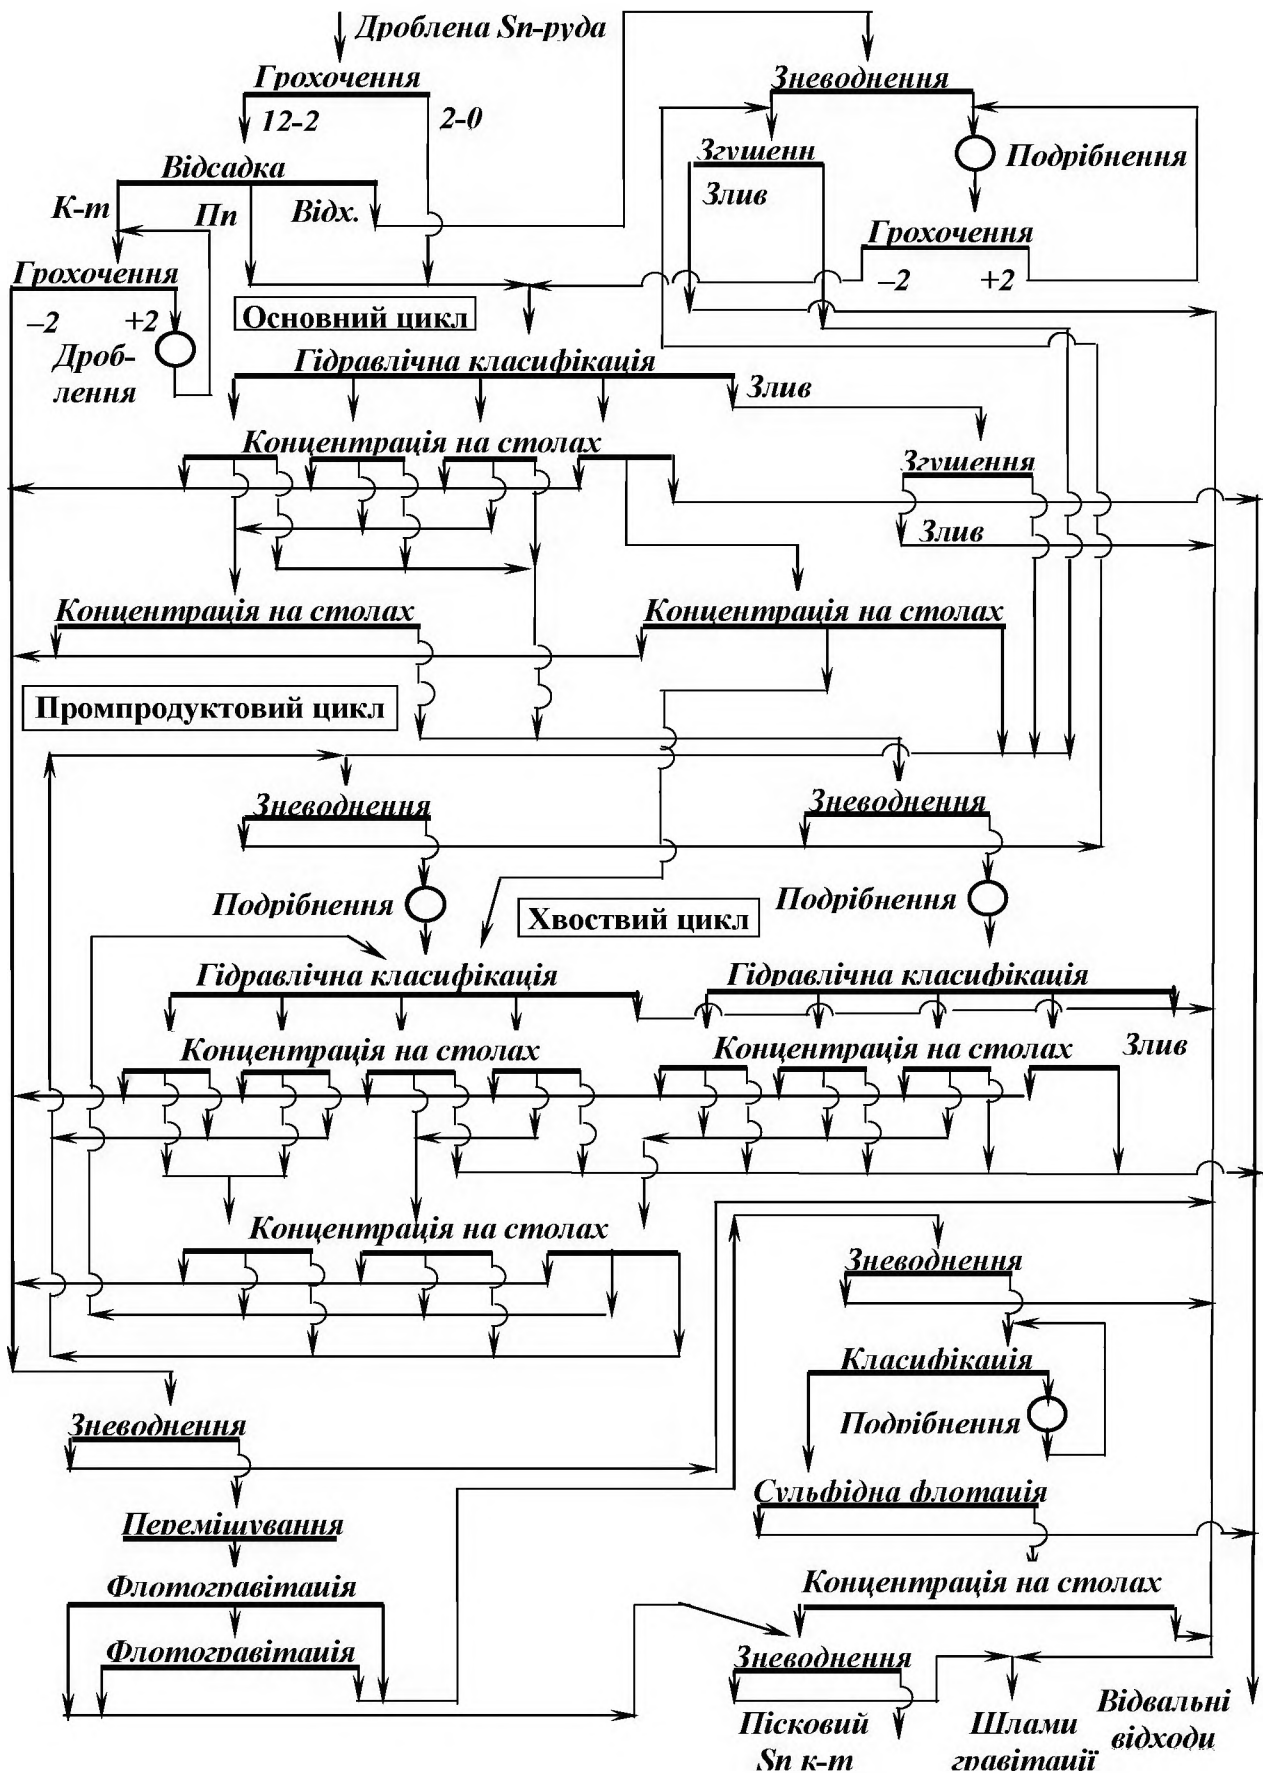 Дроблена Sn-руда
Грохочення
12-2
2-0
Відсадка
К-т
Пп
Відх.
Грохочення
–2
+2
Дроб-
лення
Зневоднення
Згущенн
Злив
Подрібнення
Грохочення
–2
+2
Основний цикл
Гідравлічна класифікація
Злив
Концентрація на столах
Згущення
Злив
Концентрація на столах
Концентрація на столах
Промпродуктовий цикл
Зневоднення
Зневоднення
Подрібнення
Подрібнення
Хвоствий цикл
Гідравлічна класифікація
Гідравлічна класифікація
Концентрація на столах
Концентрація на столах
Злив
Концентрація на столах
Зневоднення
Класифікація
Подрібнення
Зневоднення
Сульфідна флотація
Перемішування
Флотогравітація
Концентрація на столах
Флотогравітація
Зневоднення
Пісковий
Sn к-т
Шлами
гравітації
Відвальні
відходи